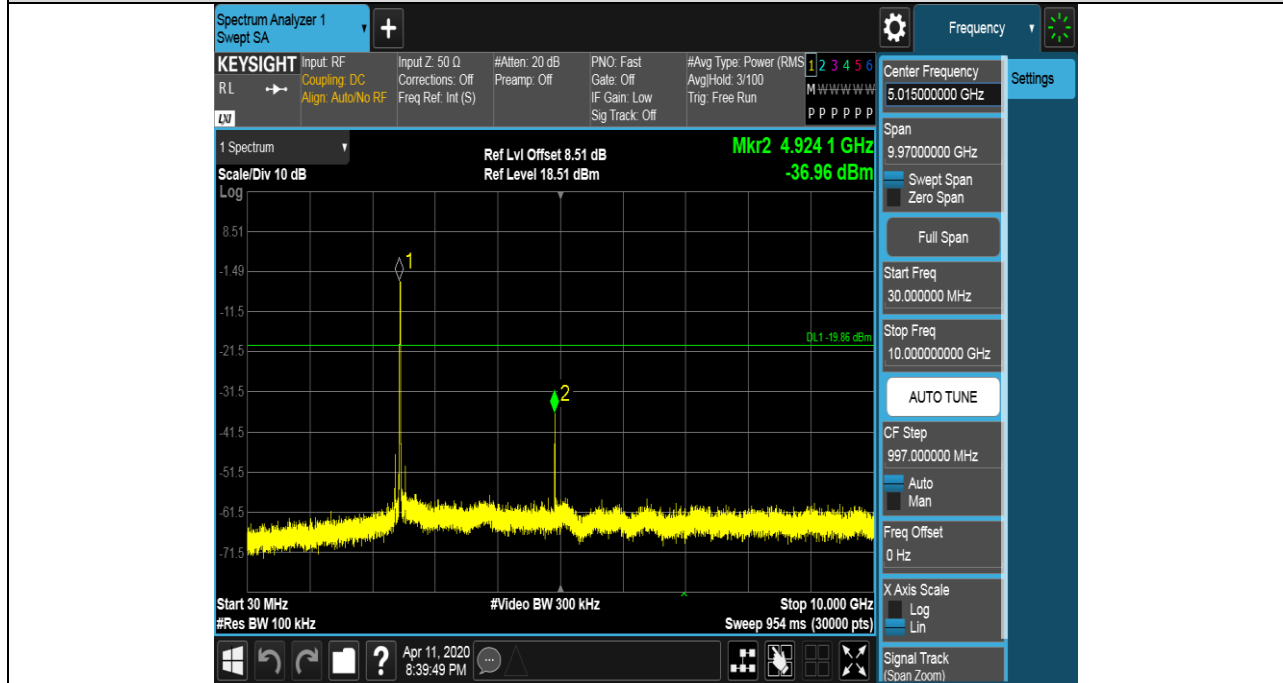 Spectrum Analyzer 1
Swept SA
+
Frequency
KEYSIGHT
RL
LXI
Input: RF
Coupling: DC
Align: Auto/No RF
Input Z: 50 Ω
Corrections: Off
Freq Ref: Int (S)
#Atten: 20 dB
Preamp: Off
PNO: Fast
Gate: Off
IF Gain: Low
Sig Track: Off
#Avg Type: Power (RMS
Avg|Hold: 3/100
Trig: Free Run
1 2 3 4 5 6
M W W W W W
P P P P P P
1 Spectrum
Scale/Div 10 dB
Log
Ref Lvl Offset 8.51 dB
Ref Level 18.51 dBm
Mkr2 4.924 1 GHz
-36.96 dBm
8.51
-1.49
-11.5
-21.5
-31.5
-41.5
-51.5
-61.5
-71.5
1
DL1 -19.86 dBm
2
Start 30 MHz
#Res BW 100 kHz
#Video BW 300 kHz
Stop 10.000 GHz
Sweep 954 ms (30000 pts)
Center Frequency
5.015000000 GHz
Settings
Span
9.97000000 GHz
Swept Span
Zero Span
Full Span
Start Freq
30.000000 MHz
Stop Freq
10.000000000 GHz
AUTO TUNE
CF Step
997.000000 MHz
Auto
Man
Freq Offset
0 Hz
X Axis Scale
Log
Lin
Signal Track
(Span Zoom)
?
Apr 11, 2020
8:39:49 PM